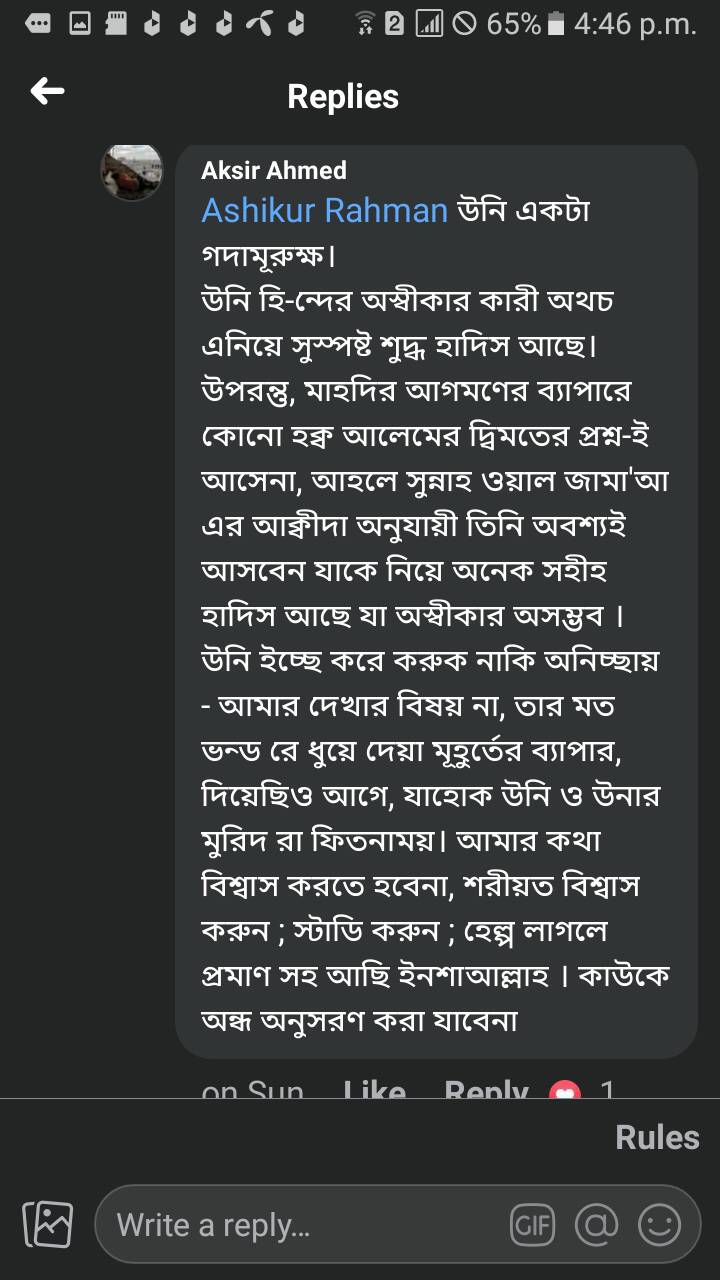 65% 4:46 p.m.
Replies
Aksir Ahmed
Ashikur Rahman উনি একটা
গদামূরুক্ষ।
উনি হি-ন্দের অস্বীকার কারী অথচ
এনিয়ে সুস্পষ্ট শুদ্ধ হাদিস আছে।
উপরন্তু, মাহদির আগমণের ব্যাপারে
কোনো হক্ব আলেমের দ্বিমতের প্রশ্ন-ই
আসেনা, আহলে সুন্নাহ ওয়াল জামা'আ
এর আক্বীদা অনুযায়ী তিনি অবশ্যই
আসবেন যাকে নিয়ে অনেক সহীহ
হাদিস আছে যা অস্বীকার অসম্ভব ।
উনি ইচ্ছে করে করুক নাকি অনিচ্ছায়
- আমার দেখার বিষয় না, তার মত
ভন্ড রে ধুয়ে দেয়া মূহুর্তের ব্যাপার,
দিয়েছিও আগে, যাহোক উনি ও উনার
মুরিদ রা ফিতনাময়। আমার কথা
বিশ্বাস করতে হবেনা, শরীয়ত বিশ্বাস
করুন ; স্টাডি করুন ; হেল্প লাগলে
প্রমাণ সহ আছি ইনশাআল্লাহ । কাউকে
অন্ধ অনুসরণ করা যাবেনা
on Sun Like Reply 1
Rules
Write a reply... GIF @